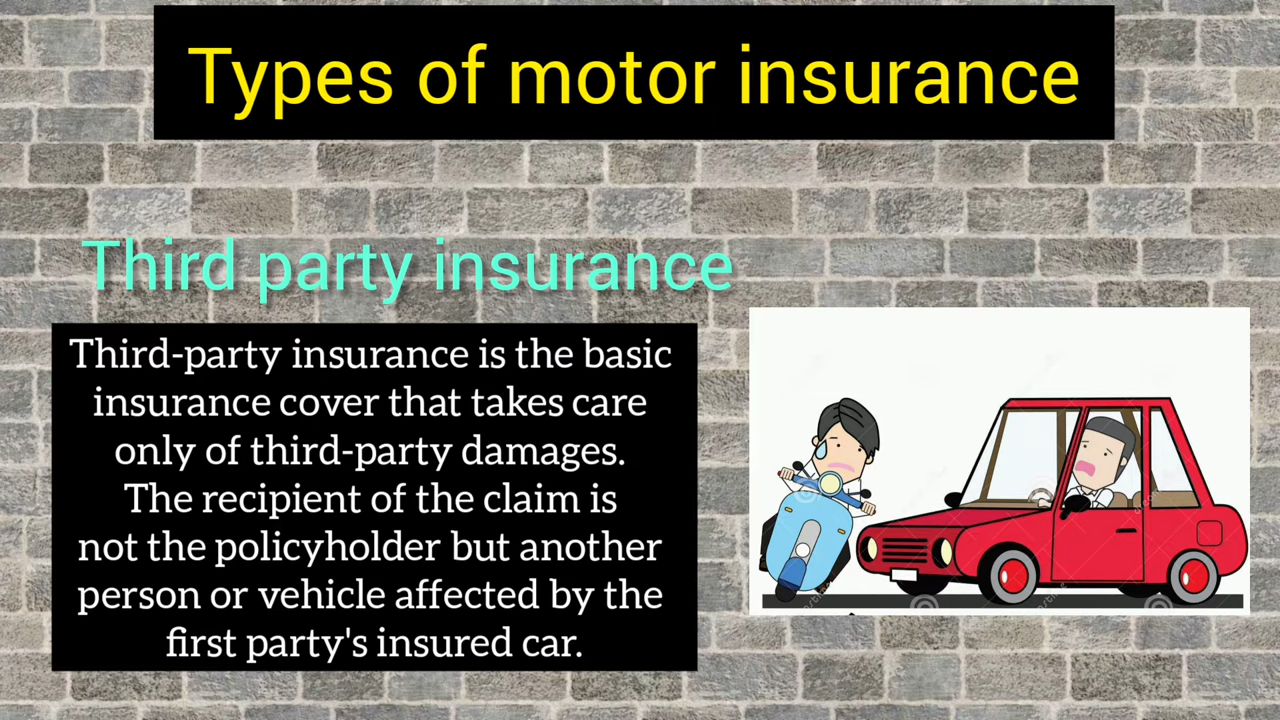 Types of motor insurance
Third party insurance
Third-party insurance is the basic
insurance cover that takes care
only of third-party damages.
The recipient of the claim is
not the policyholder but another
person or vehicle affected by the
first party's insured car.